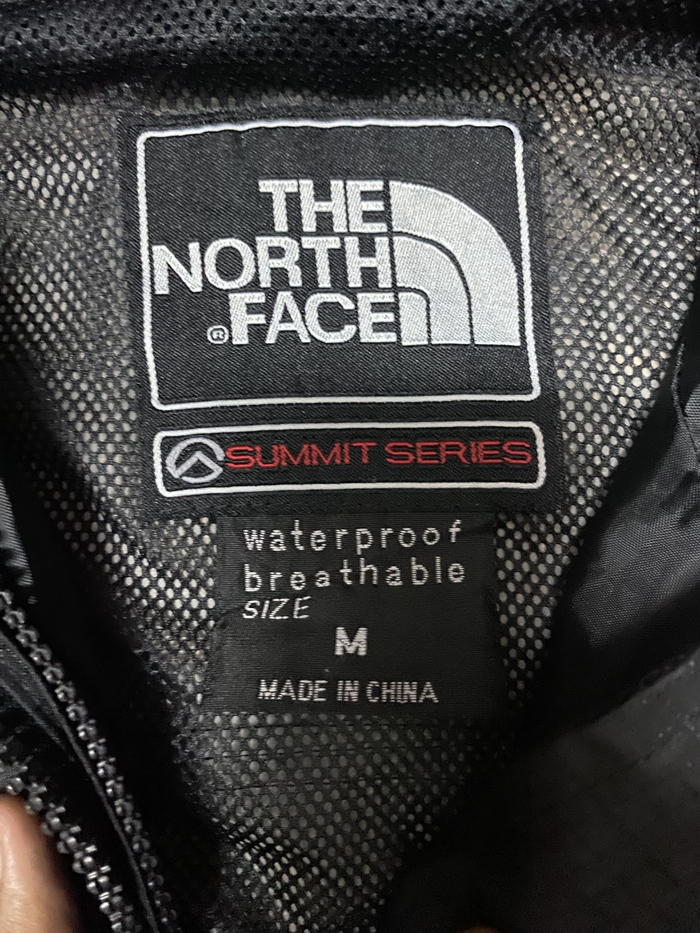 THE
NORTH
®FACE
SUMMIT SERIES
waterproof
breathable
SIZE
M
MADE IN CHINA